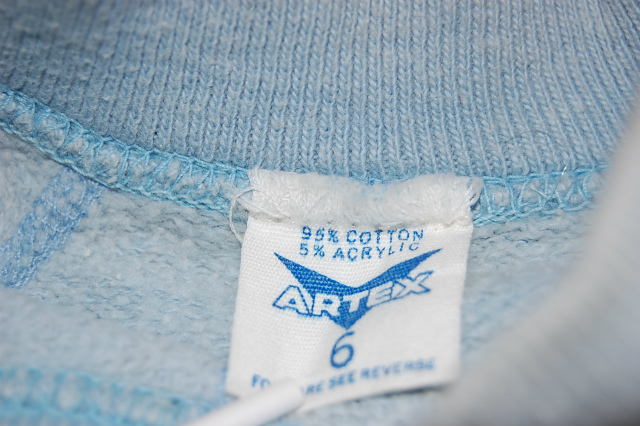 95% COTTON
5% ACRYLIC
ARTEX
6
SEE REVERSE